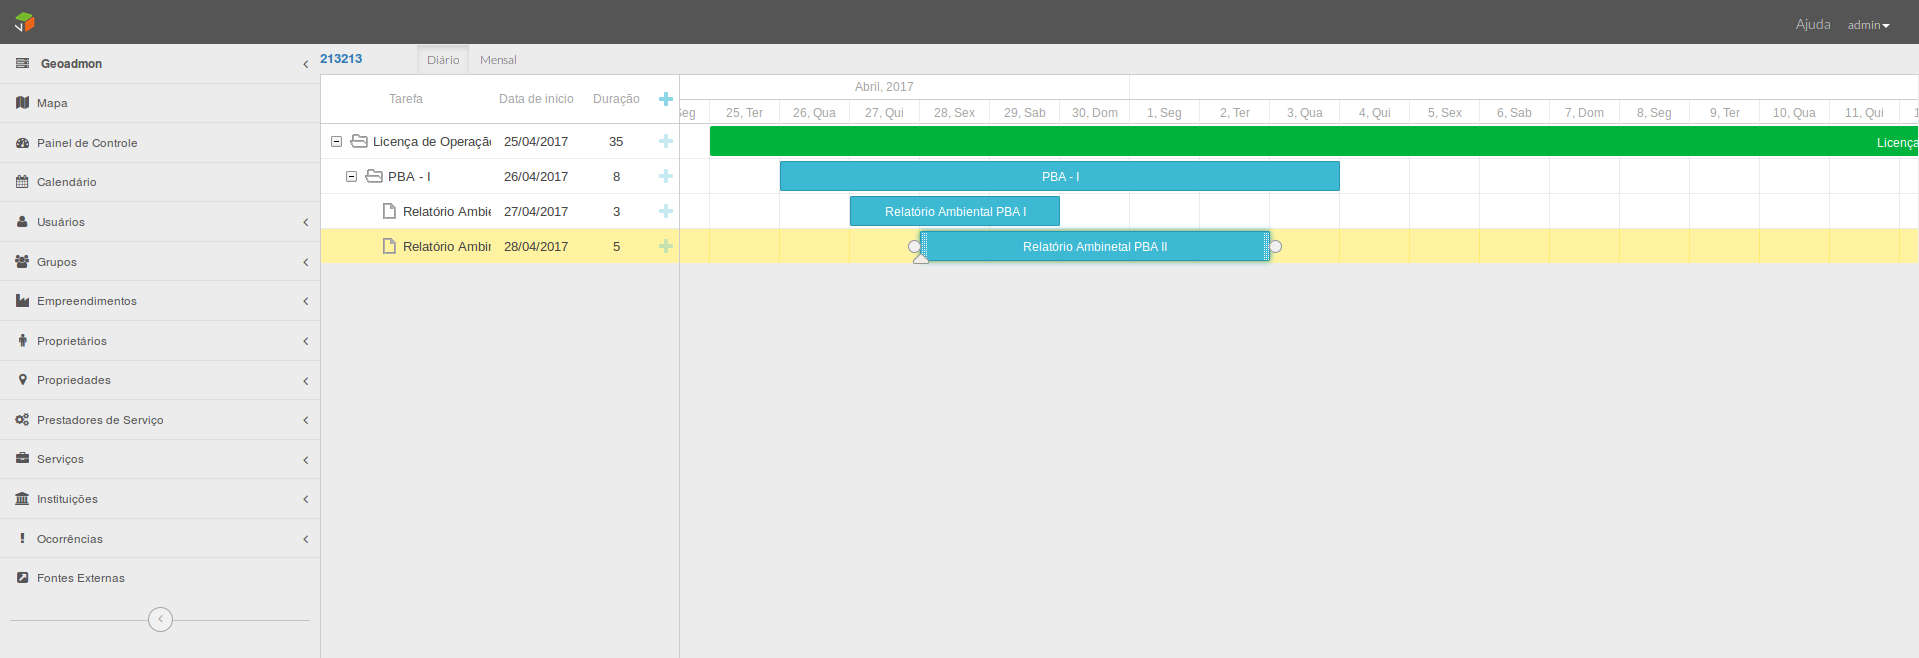 Ajuda admin
Geoadmon
Mapa
Painel de Controle
Calendário
Usuários
Grupos
Empreendimentos
Proprietários
Propriedades
Prestadores de Serviço
Serviços
Instituições
Ocorrências
Fontes Externas
213213 Diário Mensal
Tarefa Data de início Duração
Abril, 2017
Seg 25, Ter 26, Qua 27, Qui 28, Sex 29, Sab 30, Dom 1, Seg 2, Ter 3, Qua 4, Qui 5, Sex 6, Sab 7, Dom 8, Seg 9, Ter 10, Qua 11, Qui 1
Licença de Operaçã 25/04/2017 35 Licença
PBA - I 26/04/2017 8 PBA - I
Relatório Ambie 27/04/2017 3 Relatório Ambiental PBA I
Relatório Ambir 28/04/2017 5 Relatório Ambinetal PBA II